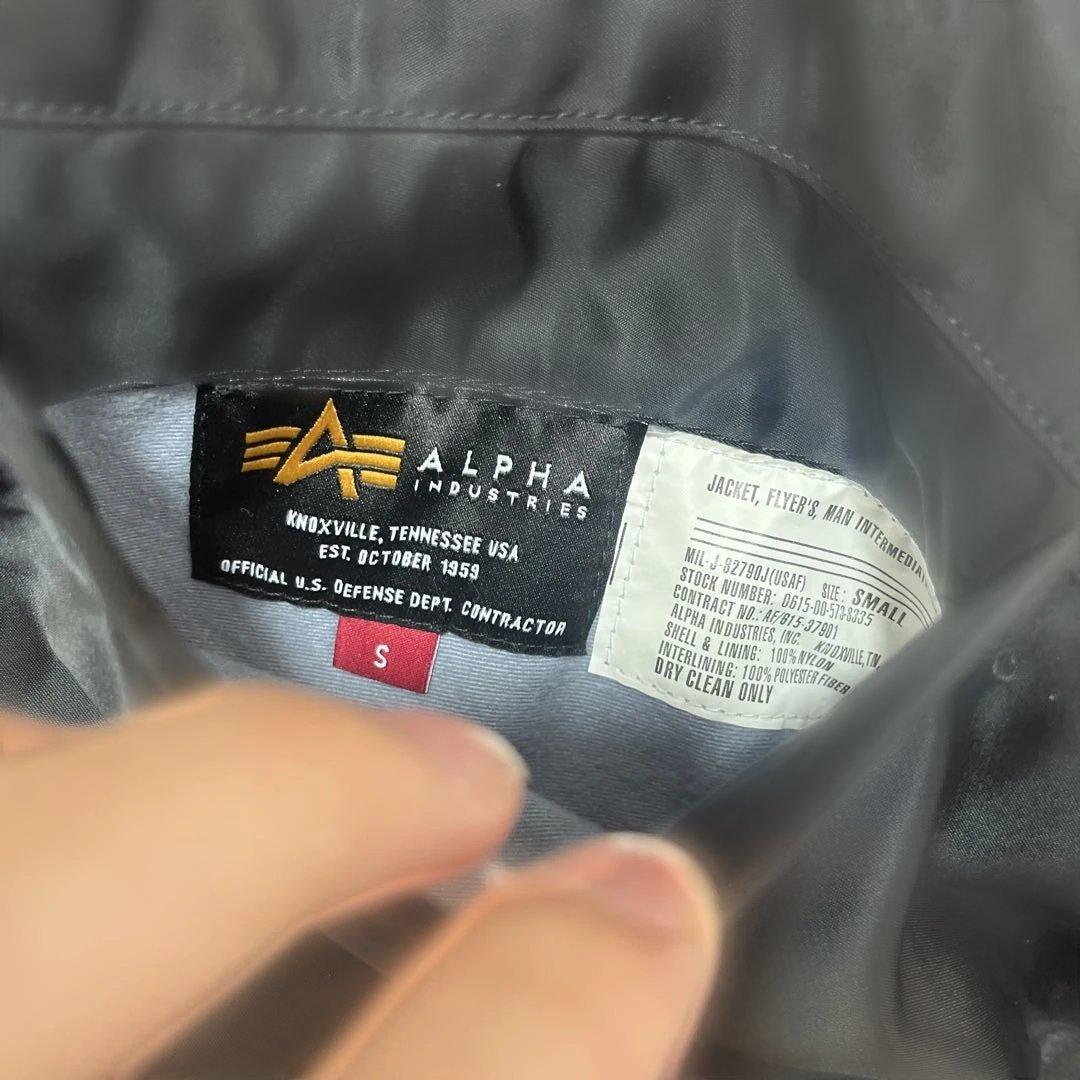 ALPHA
INDUSTRIES
KNOXVILLE, TENNESSEE USA
EST. OCTOBER 1959
OFFICIAL U.S. DEFENSE DEPT. CONTRACTOR
S
JACKET, FLYER'S, MAN INTERMEDIA
MIL-J-82790J(USAF) SIZE: SMALL
STOCK NUMBER: 0615-00-573-8335
CONTRACT NO.: AF/815-37901
ALPHA INDUSTRIES, INC. KNOXVILLE, TN,
SHELL & LINING: 100% NYLON
INTERLINING: 100% POLYESTER FIBER
DRY CLEAN ONLY